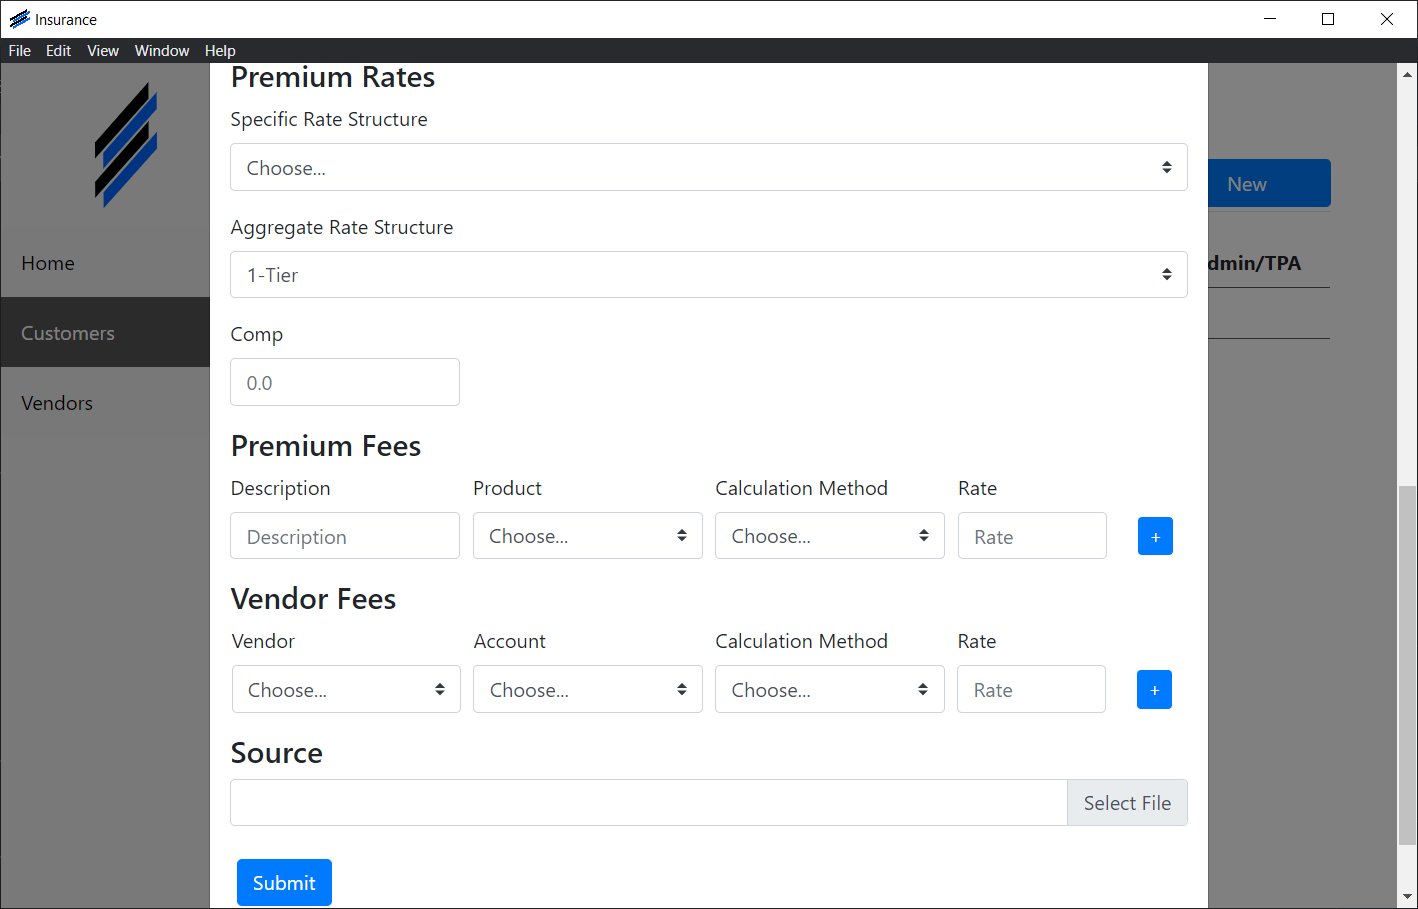 Insurance
File Edit View Window Help
Premium Rates
Specific Rate Structure
Choose...
New
Aggregate Rate Structure
1-Tier
Home
dmin/TPA
Customers
Comp
0.0
Vendors
Premium Fees
Description Product Calculation Method Rate
Description Choose... Choose... Rate +
Vendor Fees
Vendor Account Calculation Method Rate
Choose... Choose... Choose... Rate +
Source
Select File
Submit